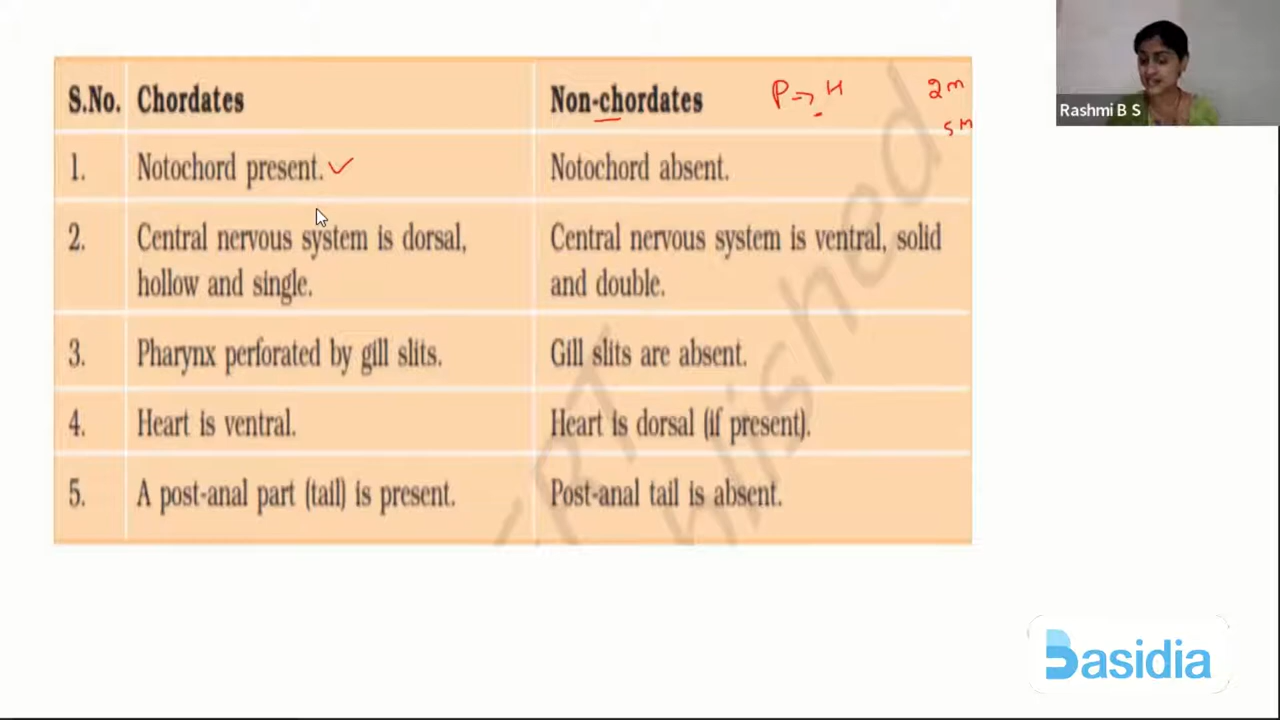 S.No. Chordates Non-chordates P → H 2m
5m
Rashmi B S
1. Notochord present. Notochord absent.
2. Central nervous system is dorsal, Central nervous system is ventral, solid
hollow and single. and double.
3. Pharynx perforated by gill slits. Gill slits are absent.
4. Heart is ventral. Heart is dorsal (if present).
5. A post-anal part (tail) is present. Post-anal tail is absent.
Basidia